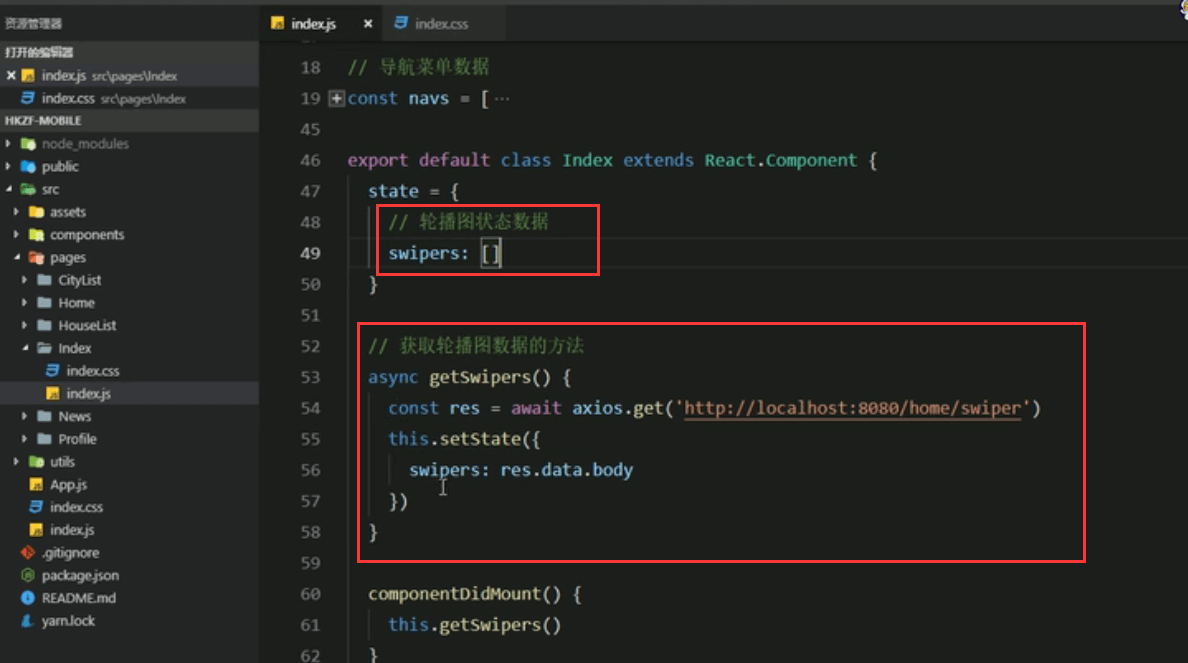 资源管理器
打开的编辑器
index.js src\pages\Index
index.css src\pages\Index
HKZF-MOBILE
node_modules
public
src
assets
components
pages
CityList
Home
HouseList
Index
index.css
index.js
News
Profile
utils
App.js
index.css
index.js
.gitignore
package.json
README.md
yarn.lock
index.js
index.css
18 // 导航菜单数据
19 const navs = [ ···
45
46 export default class Index extends React.Component {
47 state = {
48 // 轮播图状态数据
49 swipers: []
50 }
51
52 // 获取轮播图数据的方法
53 async getSwipers() {
54 const res = await axios.get('http://localhost:8080/home/swiper')
55 this.setState({
56 swipers: res.data.body
57 })
58 }
59
60 componentDidMount() {
61 this.getSwipers()
62 }